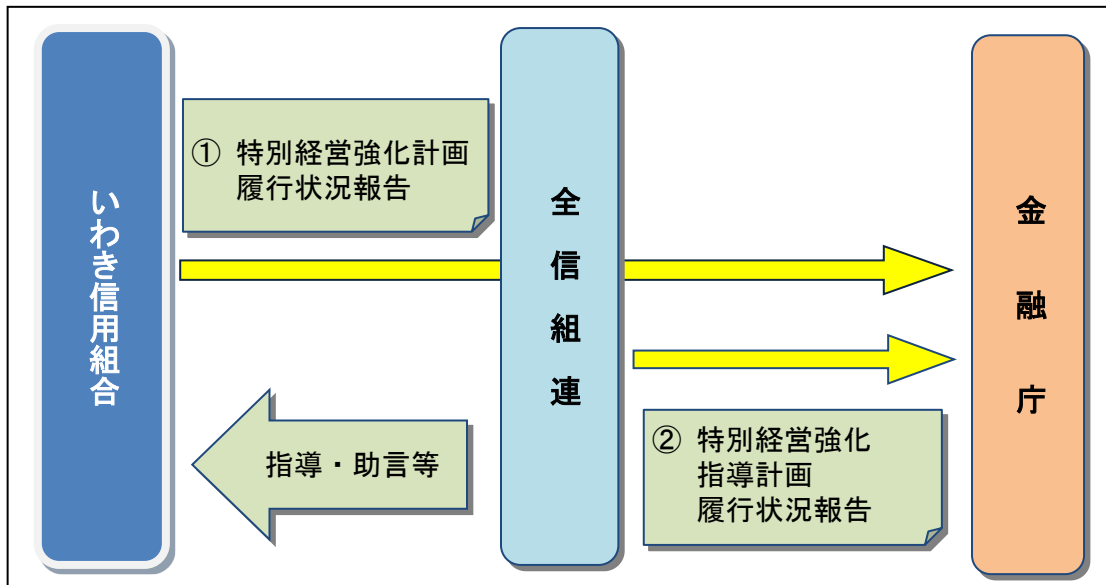 いわき信用組合
① 特別経営強化計画
履行状況報告
指導・助言等
全信組連
② 特別経営強化
指導計画
履行状況報告
金融庁